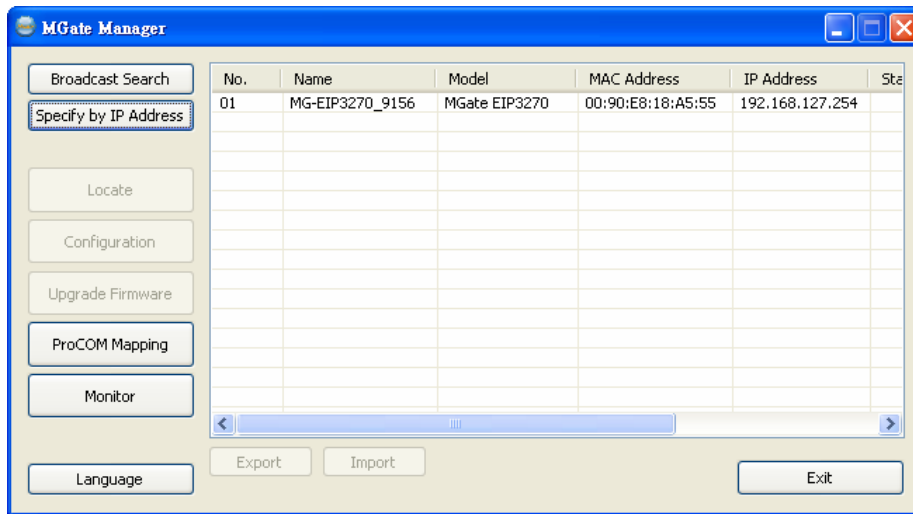 MGate Manager
Broadcast Search
Specify by IP Address
Locate
Configuration
Upgrade Firmware
ProCOM Mapping
Monitor
Language
No. Name Model MAC Address IP Address Sta
01 MG-EIP3270_9156 MGate EIP3270 00:90:E8:18:A5:55 192.168.127.254
Export Import
Exit